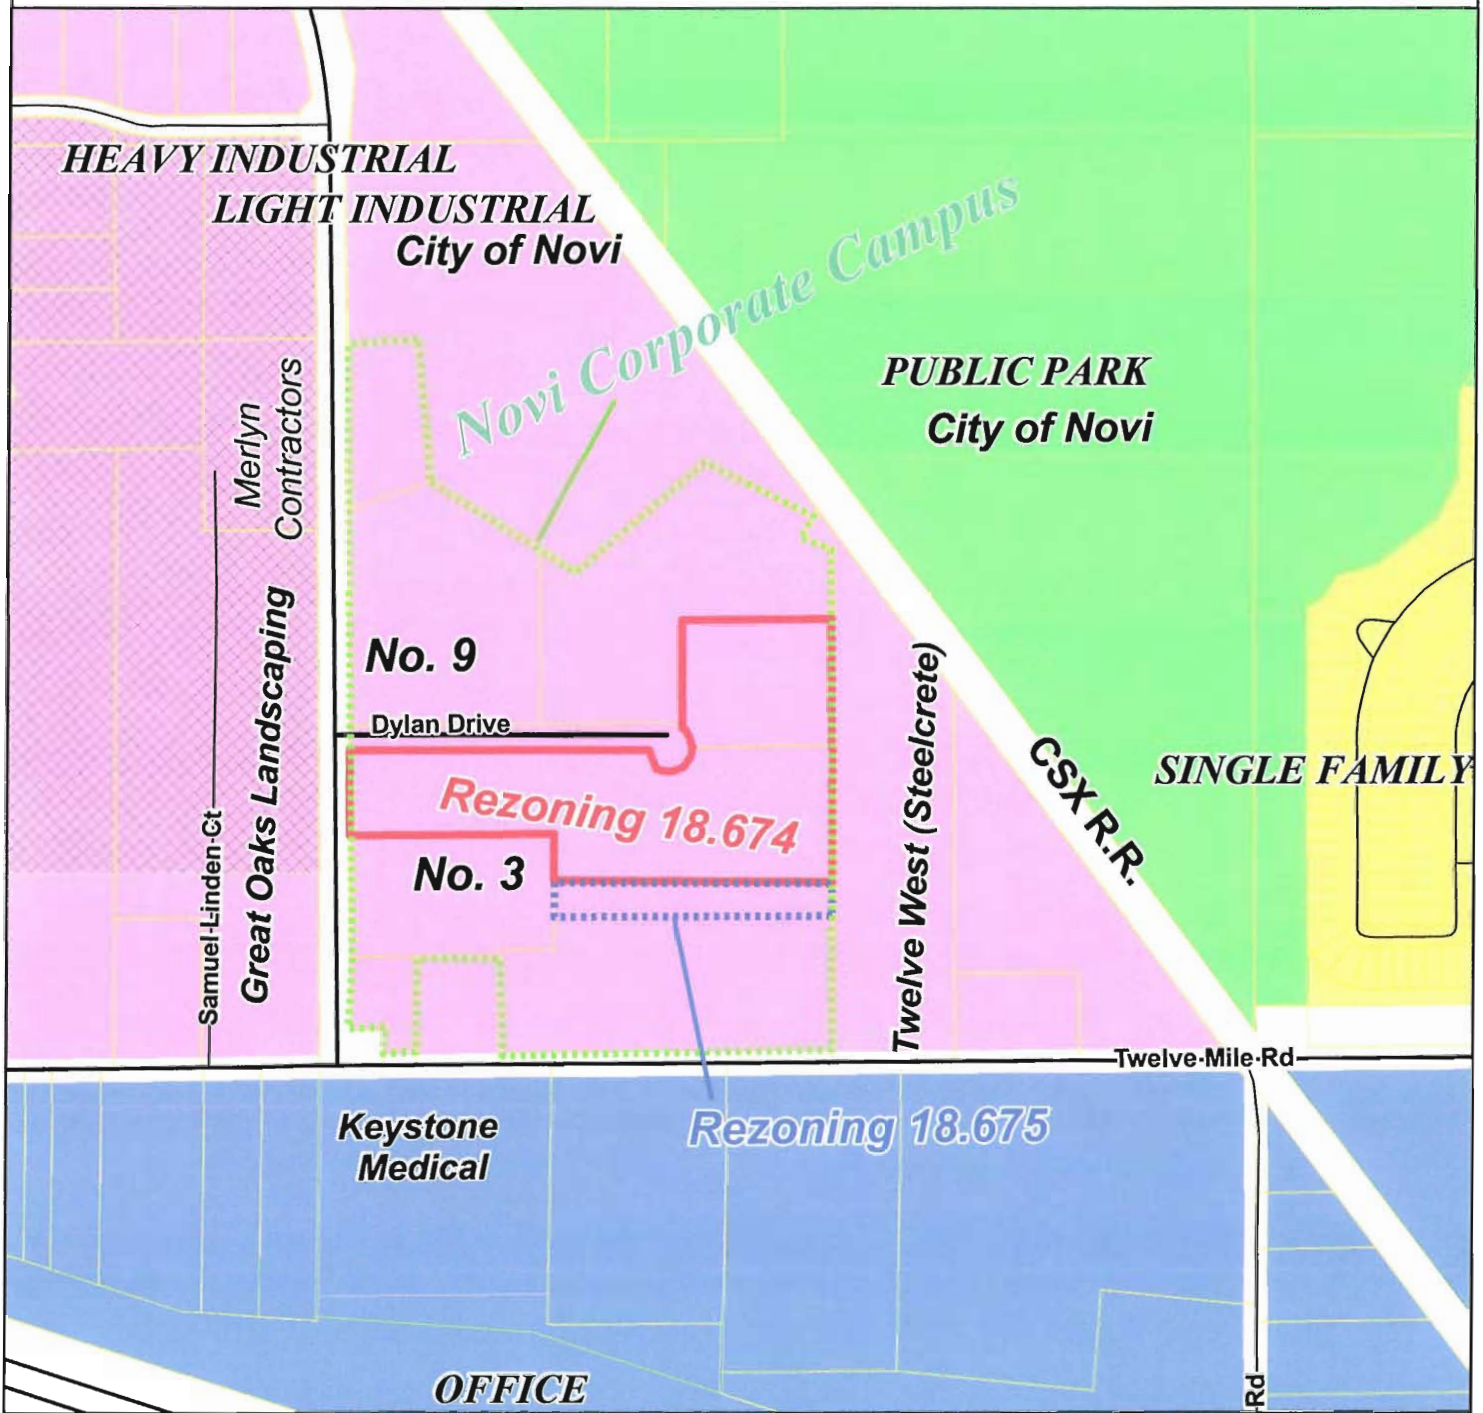 HEAVY INDUSTRIAL
LIGHT INDUSTRIAL
City of Novi
Novi Corporate Campus
PUBLIC PARK
City of Novi
Merlyn
Contractors
Great Oaks Landscaping
Samuel-Linden-Ct
No. 9
Dylan Drive
Rezoning 18.674
No. 3
Twelve West (Steelcrete)
CSX R.R.
SINGLE FAMILY
Twelve-Mile-Rd
Keystone
Medical
Rezoning 18.675
OFFICE
Rd